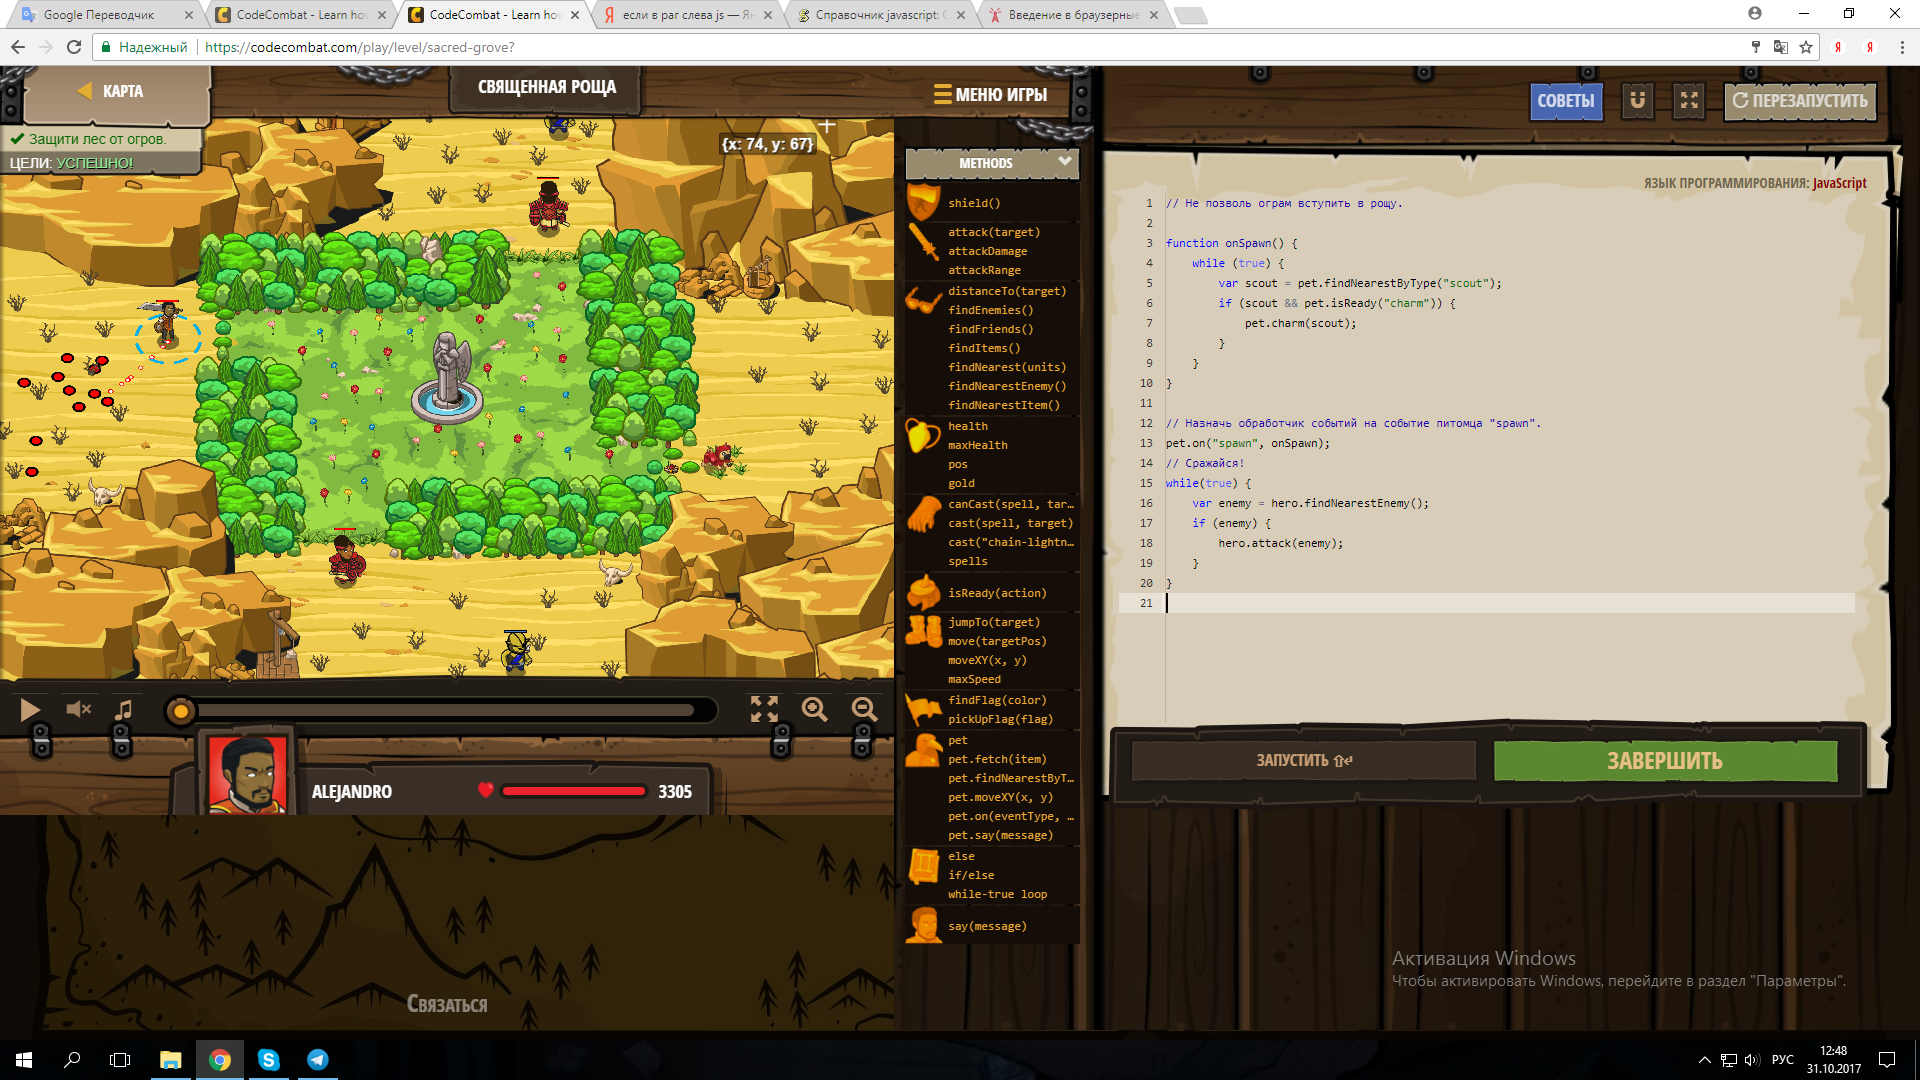 Google Переводчик
CodeCombat - Learn how
CodeCombat - Learn how
если в paг слева js — Ян
Справочник javascript: С
Введение в браузерные
Надежный
https://codecombat.com/play/level/sacred-grove?
КАРТА
СВЯЩЕННАЯ РОЩА
МЕНЮ ИГРЫ
Защити лес от огров.
ЦЕЛИ: УСПЕШНО!
{x: 74, y: 67}
METHODS
shield()
attack(target)
attackDamage
attackRange
distanceTo(target)
findEnemies()
findFriends()
findItems()
findNearest(units)
findNearestEnemy()
findNearestItem()
health
maxHealth
pos
gold
canCast(spell, tar…
cast(spell, target)
cast("chain-lightn…
spells
isReady(action)
jumpTo(target)
move(targetPos)
moveXY(x, y)
maxSpeed
findFlag(color)
pickUpFlag(flag)
pet
pet.fetch(item)
pet.findNearestByT…
pet.moveXY(x, y)
pet.on(eventType, …
pet.say(message)
else
if/else
while-true loop
say(message)
ALEJANDRO
3305
Связаться
СОВЕТЫ
ПЕРЕЗАПУСТИТЬ
ЯЗЫК ПРОГРАММИРОВАНИЯ: JavaScript
1 // Не позволь ограм вступить в рощу.
2
3 function onSpawn() {
4 while (true) {
5 var scout = pet.findNearestByType("scout");
6 if (scout && pet.isReady("charm")) {
7 pet.charm(scout);
8 }
9 }
10 }
11
12 // Назначь обработчик событий на событие питомца "spawn".
13 pet.on("spawn", onSpawn);
14 // Сражайся!
15 while(true) {
16 var enemy = hero.findNearestEnemy();
17 if (enemy) {
18 hero.attack(enemy);
19 }
20 }
21
ЗАПУСТИТЬ
ЗАВЕРШИТЬ
Активация Windows
Чтобы активировать Windows, перейдите в раздел "Параметры".
РУС
12:48
31.10.2017